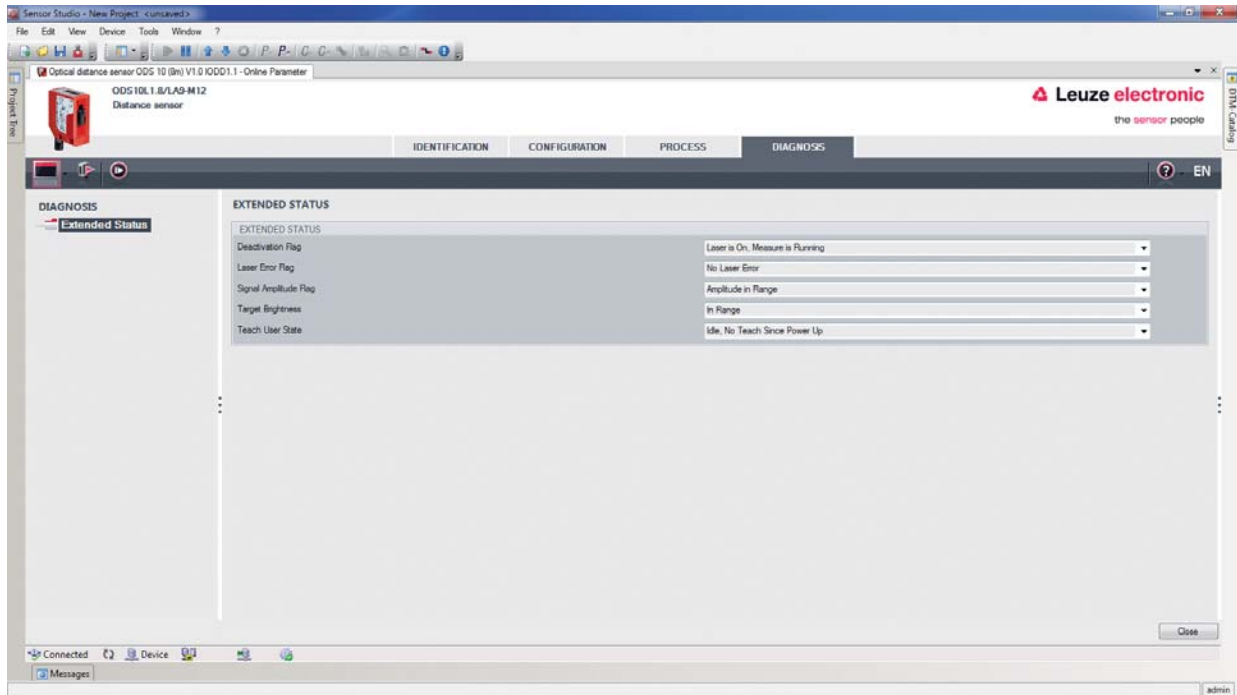 Sensor Studio - New Project <unsaved>
File Edit View Device Tools Window ?
P P- C C-
Optical distance sensor ODS 10 (8m) V1.0 IODD1.1 - Online Parameter
Project Tree
DTM-Catalog
ODS10L1.8/LA9-M12
Distance sensor
Leuze electronic
the sensor people
IDENTIFICATION CONFIGURATION PROCESS DIAGNOSIS
? EN
DIAGNOSIS
Extended Status
EXTENDED STATUS
EXTENDED STATUS
Deactivation Flag Laser is On, Measure is Running
Laser Error Flag No Laser Error
Signal Amplitude Flag Amplitude in Range
Target Brightness In Range
Teach User State Idle, No Teach Since Power Up
Close
Connected Device
Messages
admin